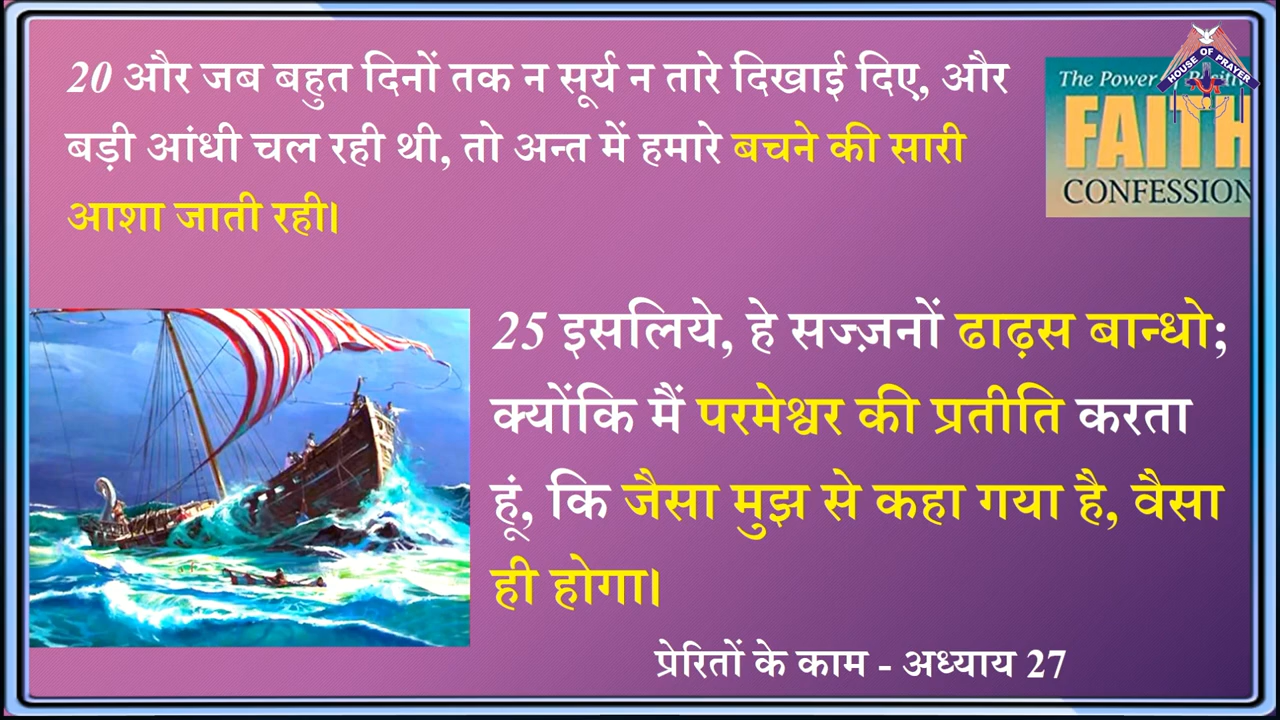 20 और जब बहुत दिनों तक न सूर्य न तारे दिखाई दिए, और
बड़ी आंधी चल रही थी, तो अन्त में हमारे बचने की सारी
आशा जाती रही।
The Power
FAITH
CONFESSION
HOUSE OF PRAYER
25 इसलिये, हे सज्ज़नों ढाढ़स बान्धो;
क्योंकि मैं परमेश्वर की प्रतीति करता
हूं, कि जैसा मुझ से कहा गया है, वैसा
ही होगा।
प्रेरितों के काम - अध्याय 27